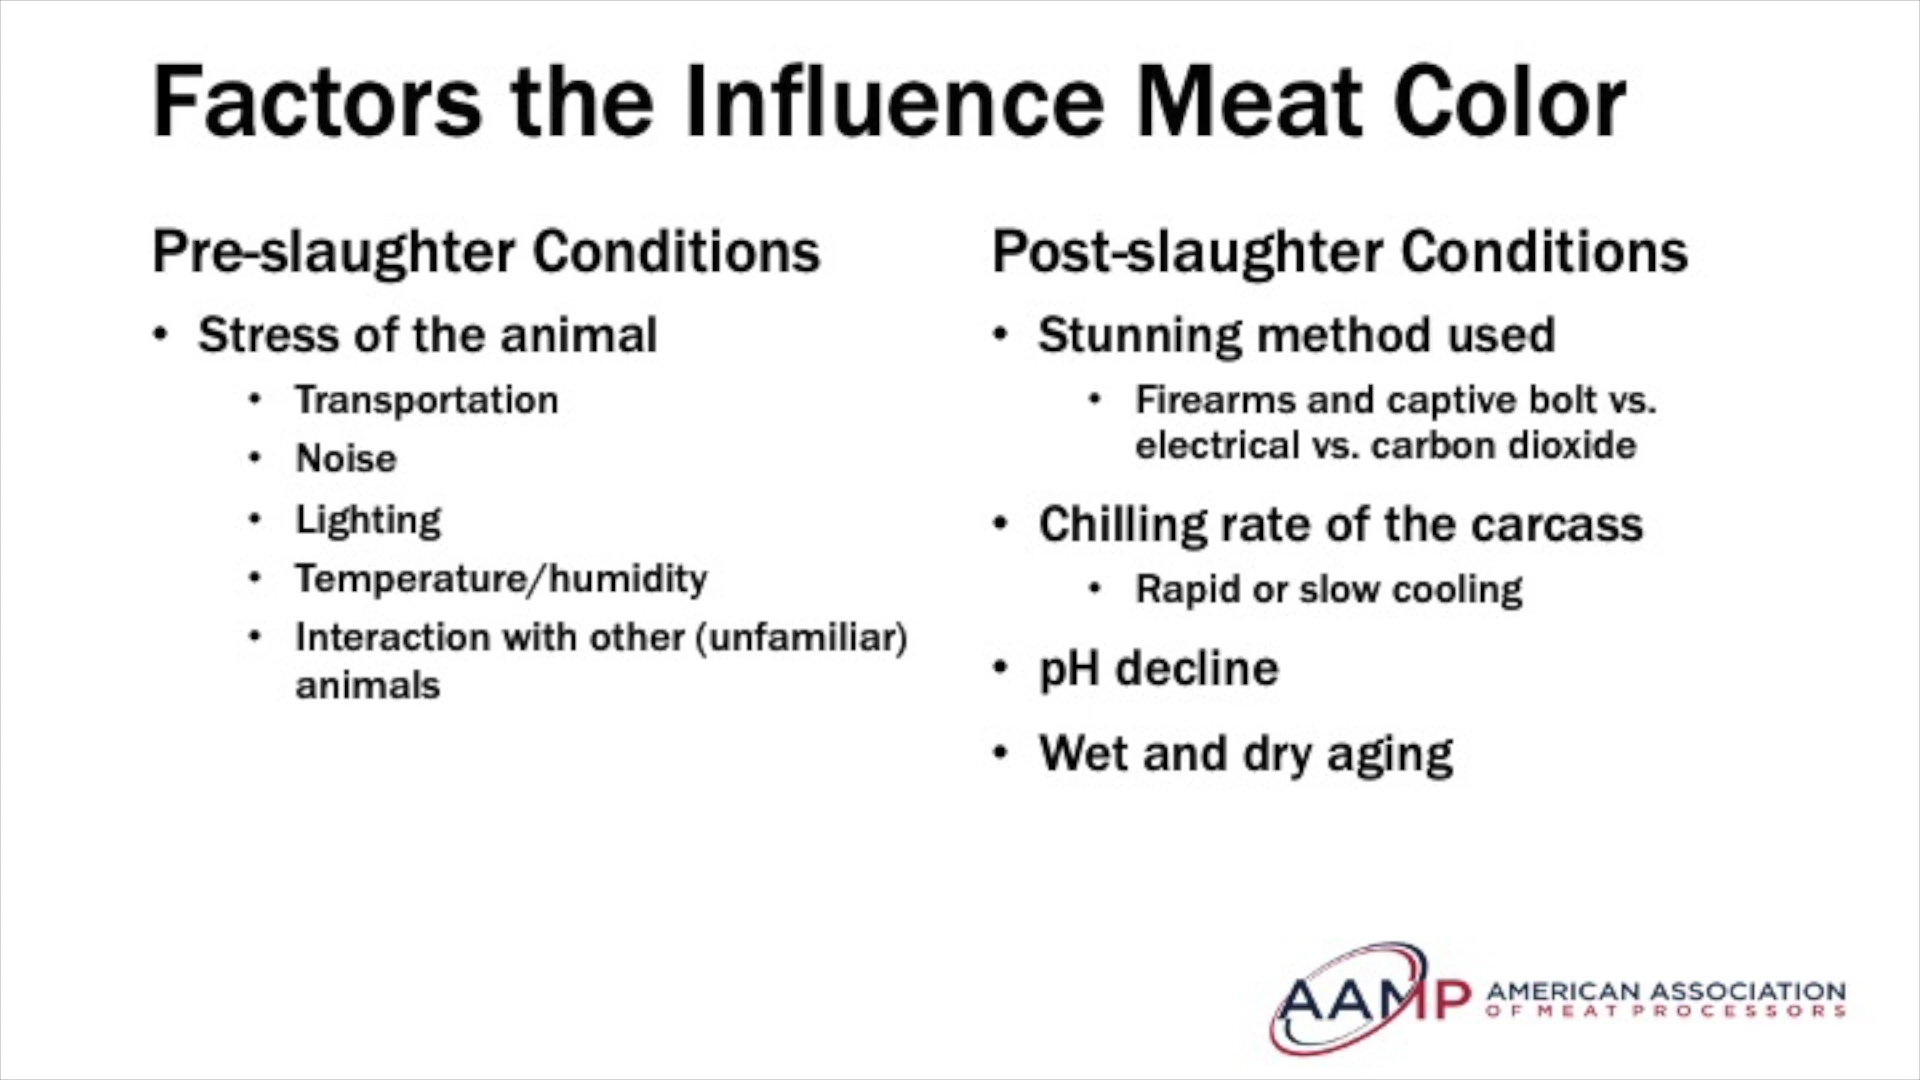 Factors the Influence Meat Color
Pre-slaughter Conditions
• Stress of the animal
• Transportation
• Noise
• Lighting
• Temperature/humidity
• Interaction with other (unfamiliar)
animals
Post-slaughter Conditions
• Stunning method used
• Firearms and captive bolt vs.
electrical vs. carbon dioxide
• Chilling rate of the carcass
• Rapid or slow cooling
• pH decline
• Wet and dry aging
AAMP
AMERICAN ASSOCIATION
OF MEAT PROCESSORS